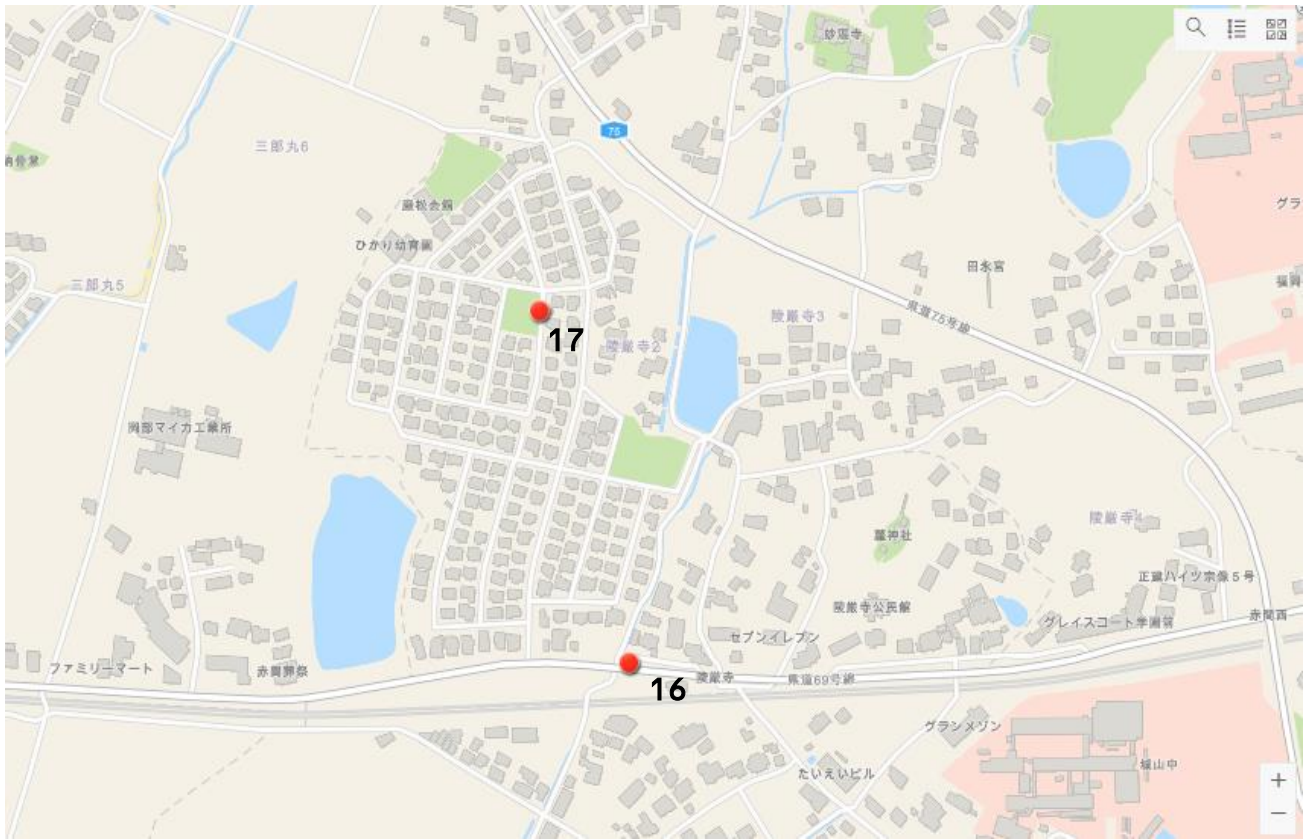 妙湛寺
75
三郎丸6
納骨堂
グラ
慶松会館
ひかり幼育園
田氷宮
三郎丸5
福岡
県道75号線
陵厳寺3
17
陵厳寺2
岡部マイカ工業所
陵厳寺4
蘿神社
正建ハイツ宗像5号
陵厳寺公民館
グレイスコート学園前
赤間西
セブンイレブン
ファミリーマート
赤間葬祭
陵厳寺
県道69号線
16
グランメゾン
城山中
たいえいビル
+
−